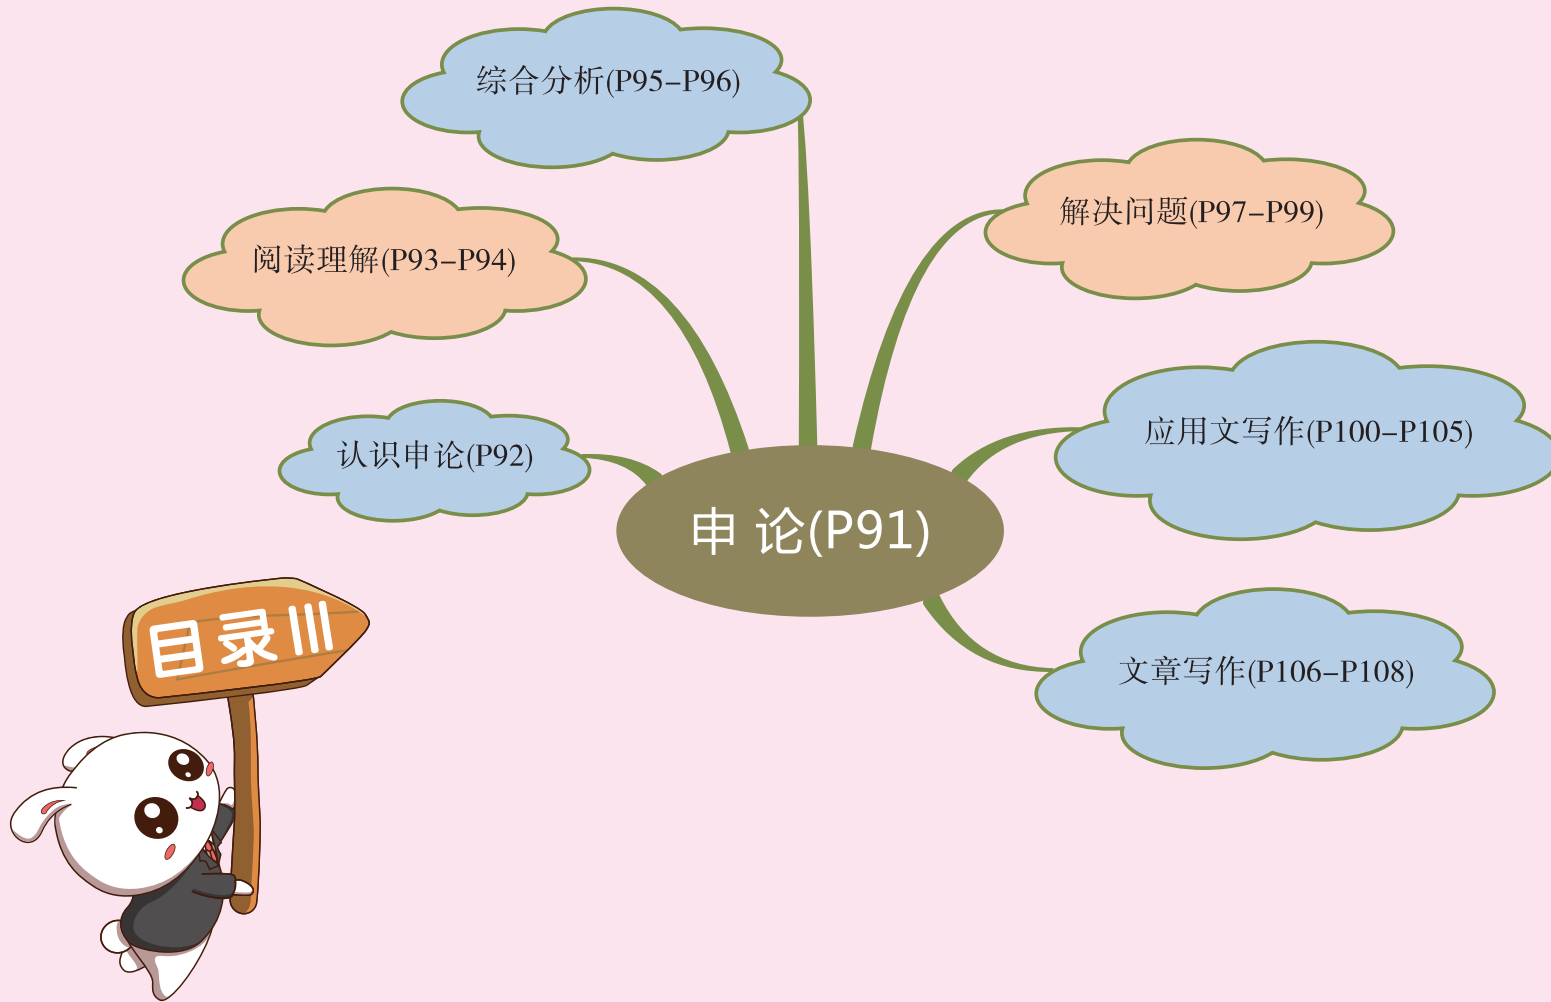 综合分析(P95-P96)
解决问题(P97-P99)
阅读理解(P93-P94)
应用文写作(P100-P105)
认识申论(P92)
申 论(P91)
目录III
文章写作(P106-P108)